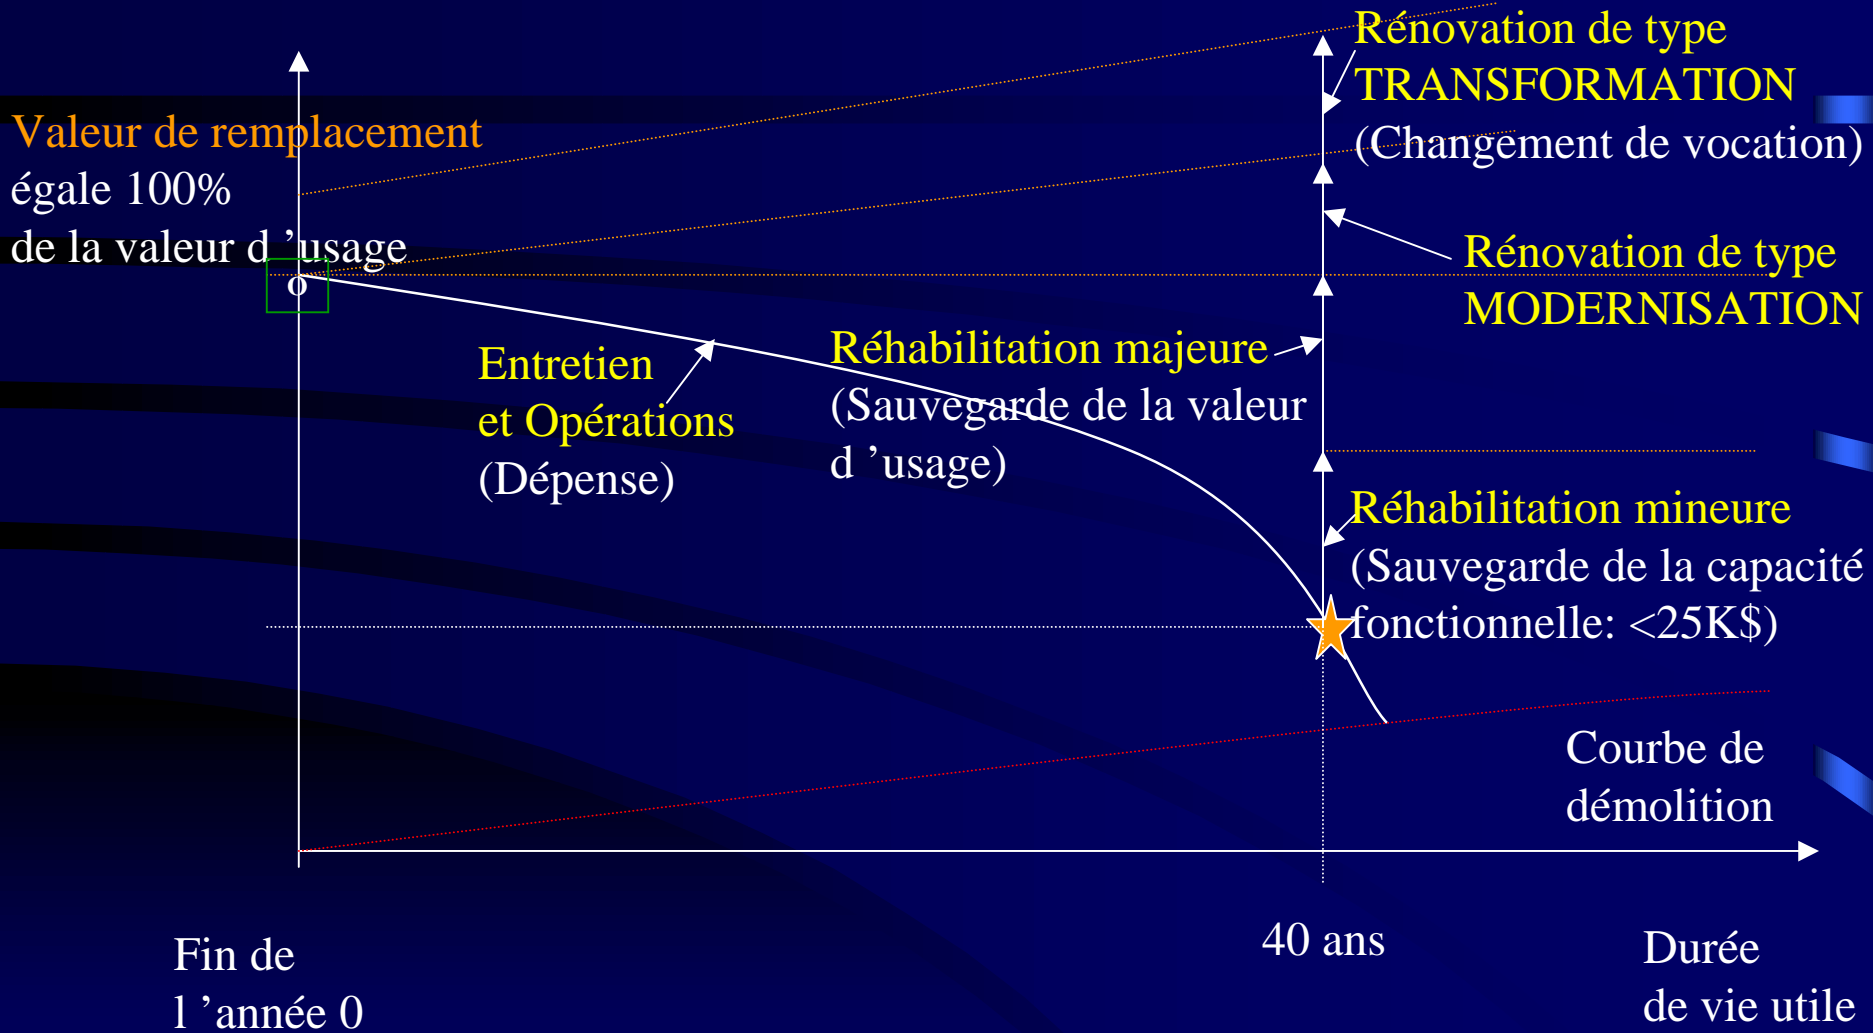 Rénovation de type
TRANSFORMATION
(Changement de vocation)
Valeur de remplacement
égale 100%
de la valeur d ’usage
o
Rénovation de type
MODERNISATION
Entretien
et Opérations
(Dépense)
Réhabilitation majeure
(Sauvegarde de la valeur
d ’usage)
Réhabilitation mineure
(Sauvegarde de la capacité
fonctionnelle: <25K$)
Courbe de
démolition
Fin de
l ’année 0
40 ans
Durée
de vie utile